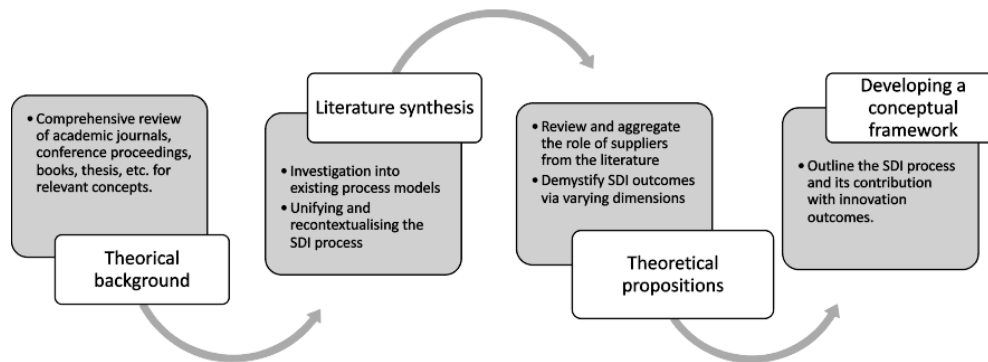 • Comprehensive review
of academic journals,
conference proceedings,
books, thesis, etc. for
relevant concepts.
Theorical
background
Literature synthesis
• Investigation into
existing process models
• Unifying and
recontextualising the
SDI process
• Review and aggregate
the role of suppliers
from the literature
• Demystify SDI outcomes
via varying dimensions
Theoretical
propositions
Developing a
conceptual
framework
• Outline the SDI process
and its contribution
with innovation
outcomes.